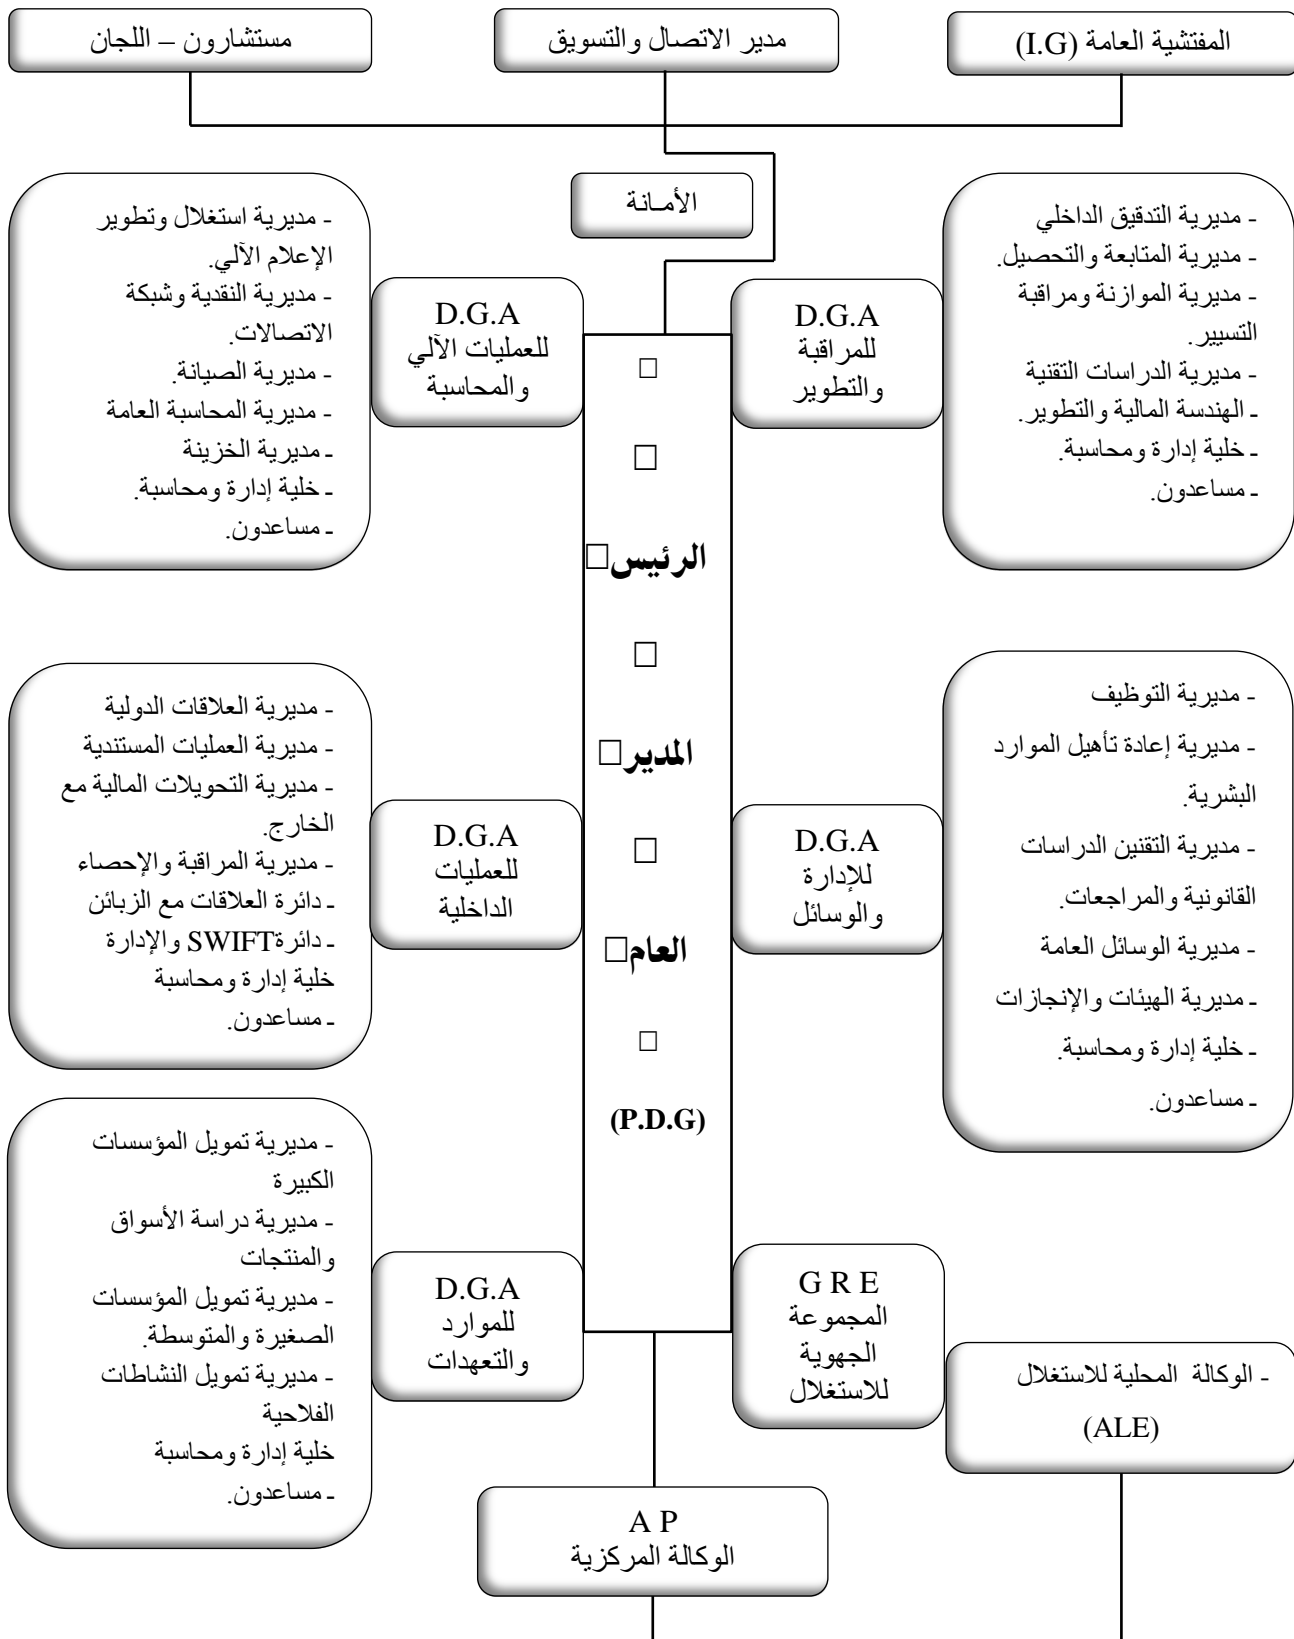 المفتشية العامة (I.G)
مدير الاتصال والتسويق
مستشارون – اللجان
الأمـانة
- مديرية التدقيق الداخلي
- مديرية المتابعة والتحصيل.
- مديرية الموازنة ومراقبة
التسيير.
- مديرية الدراسات التقنية
ـ الهندسة المالية والتطوير.
ـ خلية إدارة ومحاسبة.
ـ مساعدون.
D.G.A
للمراقبة
والتطوير
D.G.A
للعمليات الآلي
والمحاسبة
- مديرية استغلال وتطوير
الإعلام الآلي.
- مديرية النقدية وشبكة
الاتصالات.
- مديرية الصيانة.
- مديرية المحاسبة العامة
ـ مديرية الخزينة
ـ خلية إدارة ومحاسبة.
ـ مساعدون.
الرئيس
المدير
العام
(P.D.G)
- مديرية التوظيف
- مديرية إعادة تأهيل الموارد
البشرية.
- مديرية التقنين الدراسات
القانونية والمراجعات.
- مديرية الوسائل العامة
- مديرية الهيئات والإنجازات
ـ خلية إدارة ومحاسبة.
ـ مساعدون.
D.G.A
للإدارة
والوسائل
D.G.A
للعمليات
الداخلية
- مديرية العلاقات الدولية
- مديرية العمليات المستندية
- مديرية التحويلات المالية مع
الخارج.
- مديرية المراقبة والإحصاء
ـ دائرة العلاقات مع الزبائن
ـ دائرةSWIFT والإدارة
خلية إدارة ومحاسبة
ـ مساعدون.
G R E
المجموعة
الجهوية
للاستغلال
- الوكالة المحلية للاستغلال
(ALE)
D.G.A
للموارد
والتعهدات
- مديرية تمويل المؤسسات
الكبيرة
- مديرية دراسة الأسواق
والمنتجات
- مديرية تمويل المؤسسات
الصغيرة والمتوسطة.
- مديرية تمويل النشاطات
الفلاحية
خلية إدارة ومحاسبة
ـ مساعدون.
A P
الوكالة المركزية